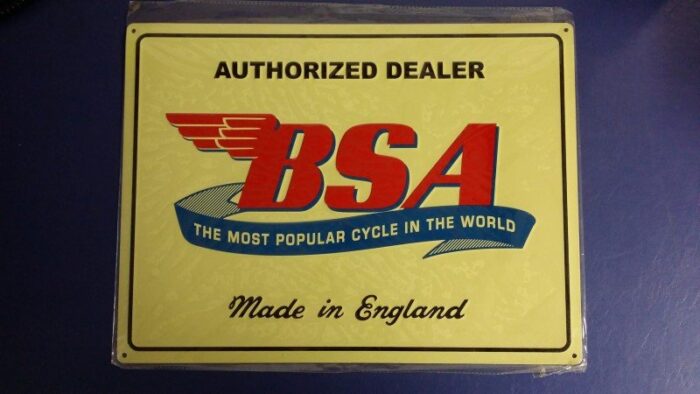 AUTHORIZED DEALER
BSA
THE MOST POPULAR CYCLE IN THE WORLD
Made in England